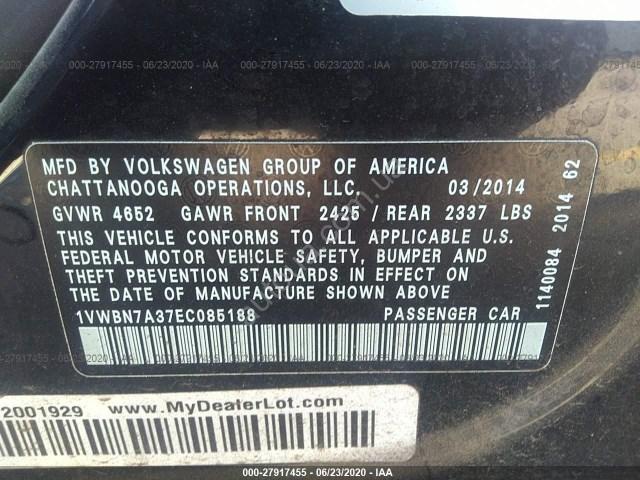 000-27917455 - 06/23/2020 - IAA
MFD BY VOLKSWAGEN GROUP OF AMERICA
CHATTANOOGA OPERATIONS, LLC. 03/2014
GVWR 4652 GAWR FRONT 2425 / REAR 2337 LBS
THIS VEHICLE CONFORMS TO ALL APPLICABLE U.S.
FEDERAL MOTOR VEHICLE SAFETY, BUMPER AND
THEFT PREVENTION STANDARDS IN EFFECT ON
THE DATE OF MANUFACTURE SHOWN ABOVE.
1VWBN7A37EC085188 PASSENGER CAR
1140084 2014 62
2001929 www.MyDealerLot.com
000-27917455 - 06/23/2020 - IAA